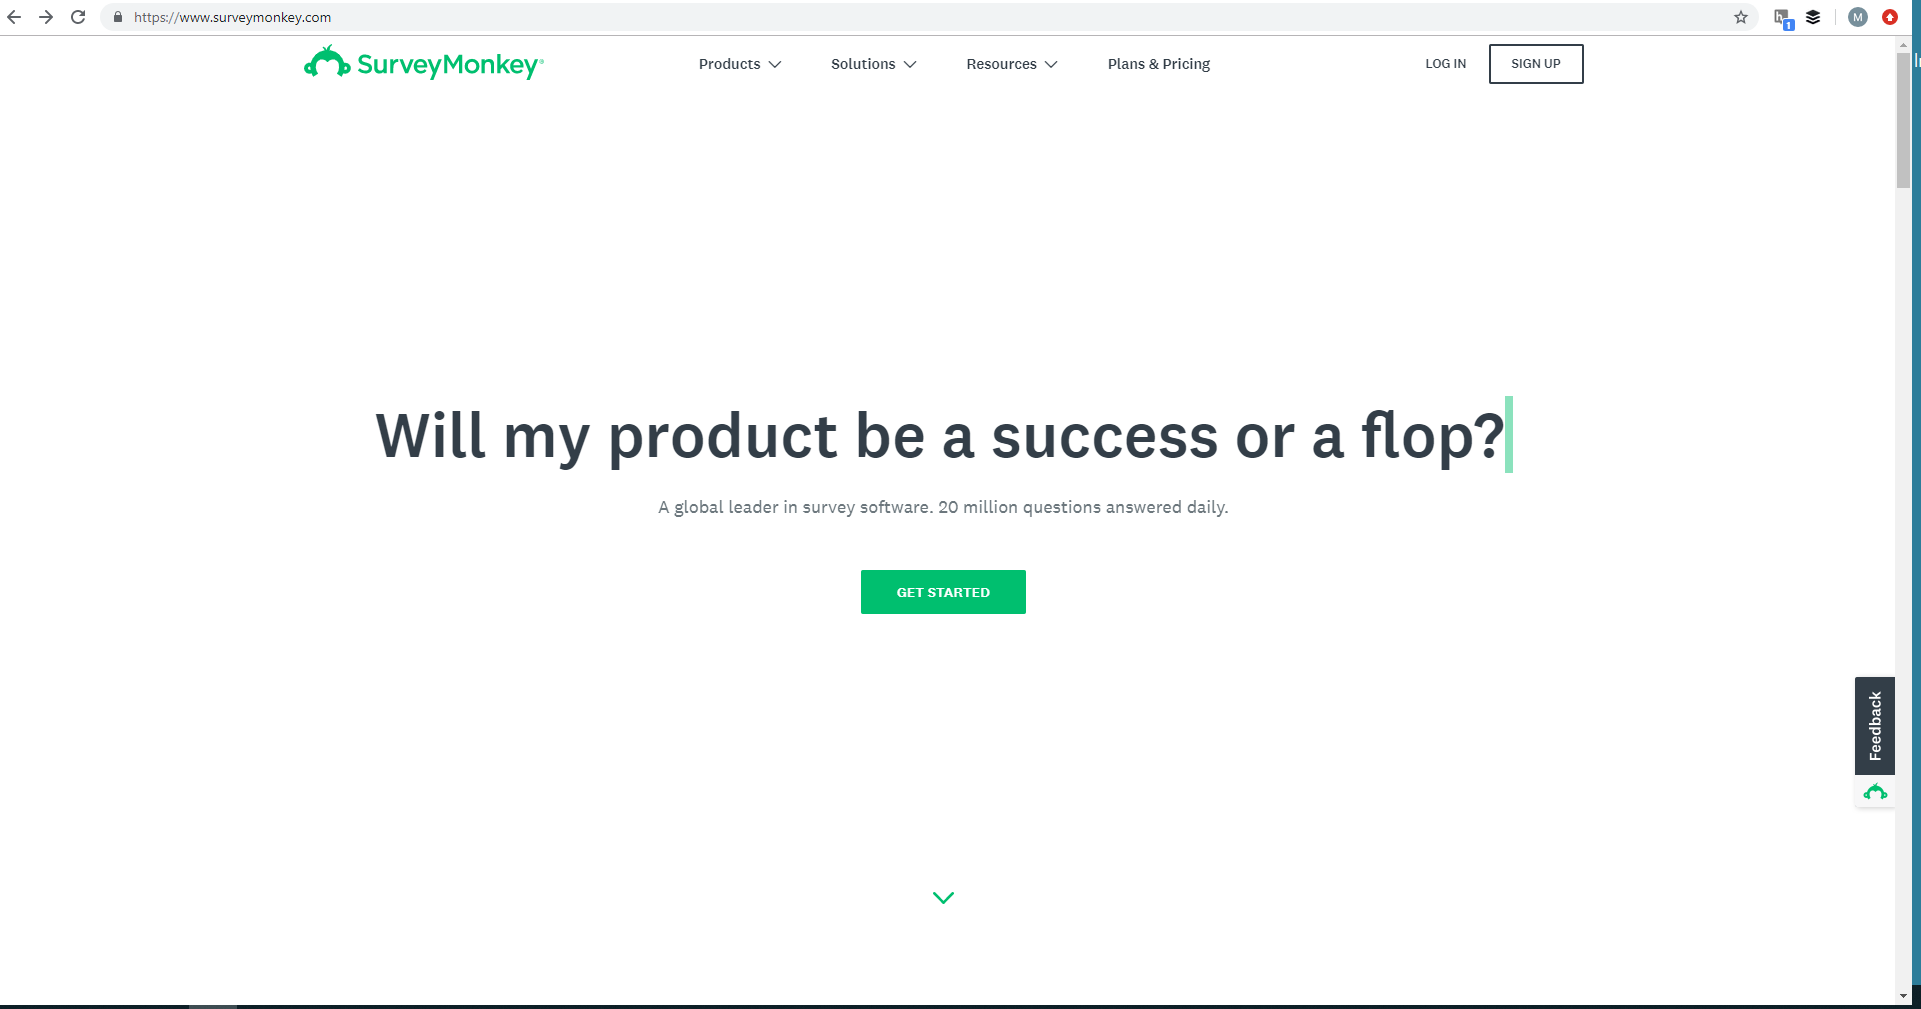 https://www.surveymonkey.com
1
M
SurveyMonkey®
Products
Solutions
Resources
Plans & Pricing
LOG IN
SIGN UP
Will my product be a success or a flop?
A global leader in survey software. 20 million questions answered daily.
GET STARTED
Feedback